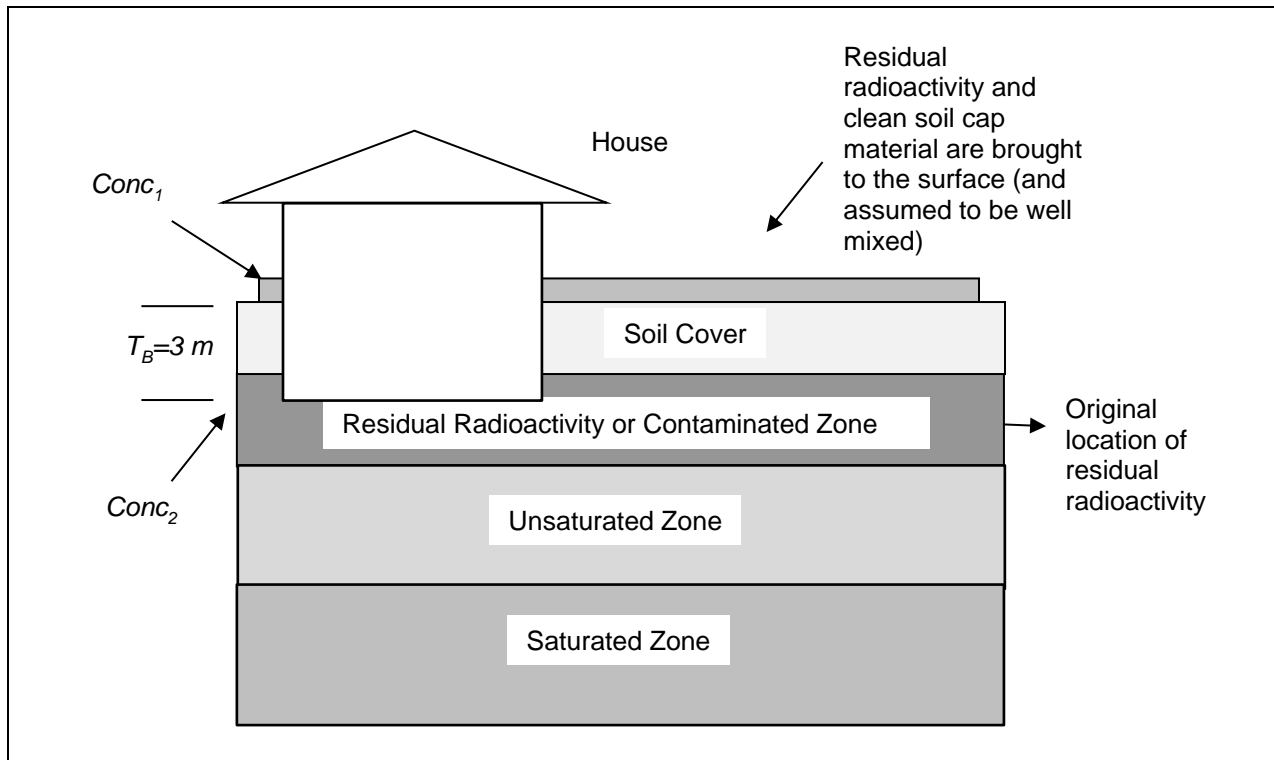 Residual
radioactivity and
clean soil cap
material are brought
to the surface (and
assumed to be well
mixed)
House
Conc1
Soil Cover
TB=3 m
Residual Radioactivity or Contaminated Zone
Original
location of
residual
radioactivity
Conc2
Unsaturated Zone
Saturated Zone